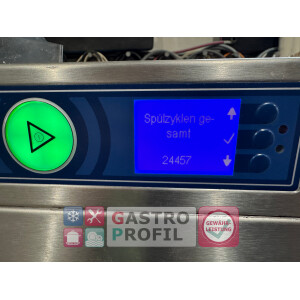 Spülzyklen ge-
samt
24457
GASTRO
PROFIL
GEWÄHR-
LEISTUNG